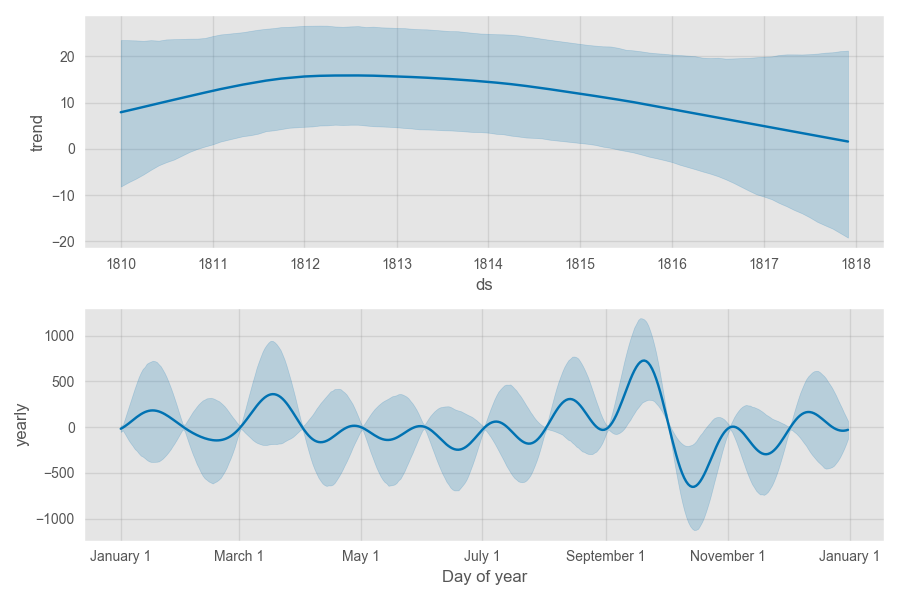 20
10
0
−10
−20
trend
1810 1811 1812 1813 1814 1815 1816 1817 1818
ds
1000
500
0
−500
−1000
yearly
January 1 March 1 May 1 July 1 September 1 November 1 January 1
Day of year